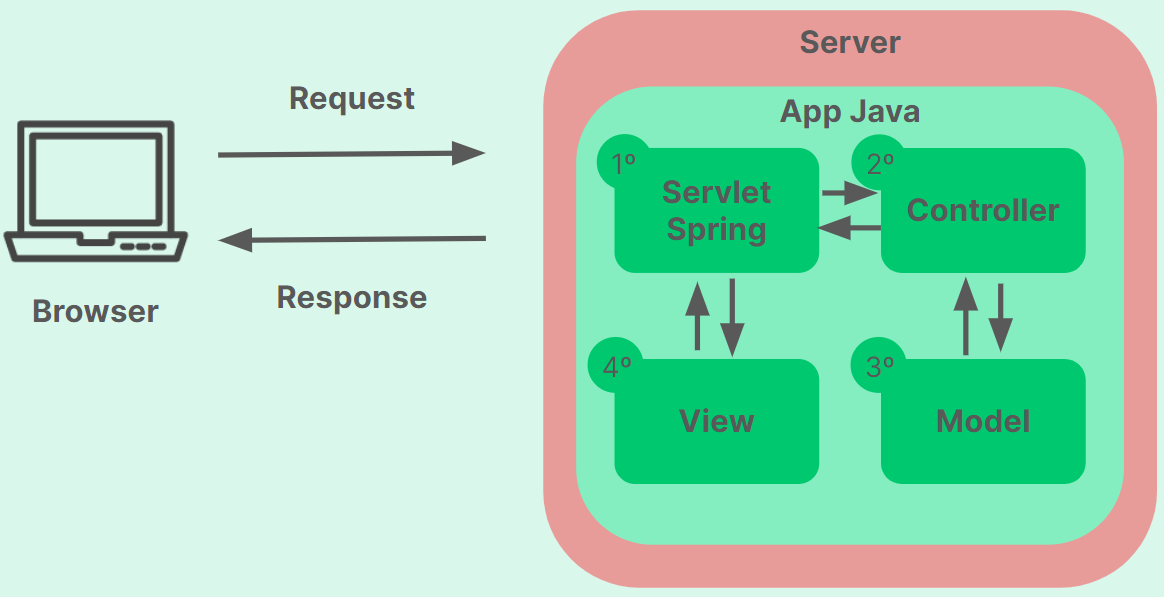 Server
Request
App Java
1º
2º
Servlet
Spring
Controller
Response
Browser
4º
3º
View
Model